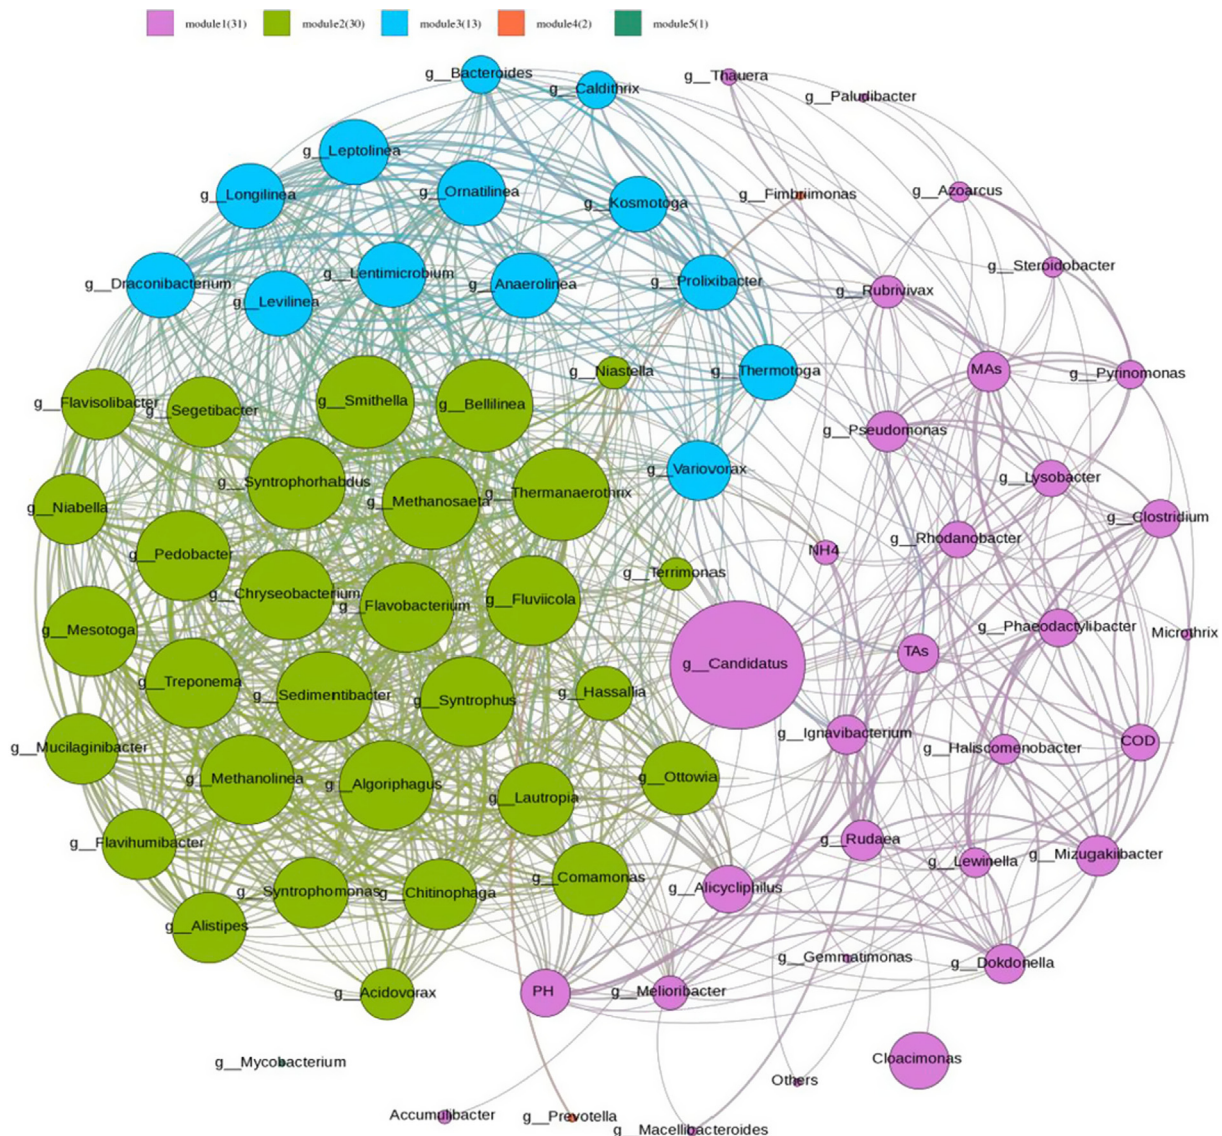 module1(31) module2(30) module3(13) module4(2) module5(1)
g__Bacteroides
g__Thauera
g__Caldithrix
g__Paludibacter
g__Leptolinea
g__Longilinea
g__Ornatilinea
g__Kosmotoga
g__Fimbriimonas
g__Azoarcus
g__Steroidobacter
g__Draconibacterium
g__Lentimicrobium
g__Levilinea
g__Anaerolinea
g__Prolixibacter
g__Rubrivivax
g__Niastella
g__Thermotoga
MAs
g__Pyrinomonas
g__Flavisolibacter
g__Segetibacter
g__Smithella
g__Bellilinea
g__Pseudomonas
g__Syntrophorhabdus
g__Methanosaeta
g__Thermanaerothrix
g__Variovorax
g__Lysobacter
g__Niabella
g__Clostridium
g__Pedobacter
NH4
g__Rhodanobacter
g__Chryseobacterium
g__Flavobacterium
g__Fluviicola
g__Terrimonas
g__Mesotoga
g__Phaeodactylibacter
Microthrix
g__Candidatus
TAs
g__Treponema
g__Sedimentibacter
g__Syntrophus
g__Hassallia
g__Mucilaginibacter
g__Ignavibacterium
g__Haliscomenobacter
COD
g__Methanolinea
g__Algoriphagus
g__Lautropia
g__Ottowia
g__Flavihumibacter
g__Rudaea
g__Lewinella
g__Mizugakiibacter
g__Syntrophomonas
g__Chitinophaga
g__Comamonas
g__Alicycliphilus
g__Alistipes
g__Gemmatimonas
g__Dokdonella
g__Acidovorax
PH
g__Melioribacter
g__Mycobacterium
Cloacimonas
Others
Accumulibacter
g__Prevotella
g__Macellibacteroides